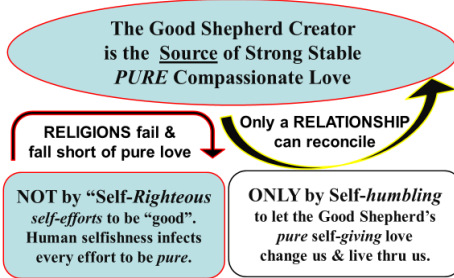 The Good Shepherd Creator
is the Source of Strong Stable
PURE Compassionate Love
RELIGIONS fail &
fall short of pure love
Only a RELATIONSHIP
can reconcile
NOT by “Self-Righteous
self-efforts to be “good”.
Human selfishness infects
every effort to be pure.
ONLY by Self-humbling
to let the Good Shepherd’s
pure self-giving love
change us & live thru us.